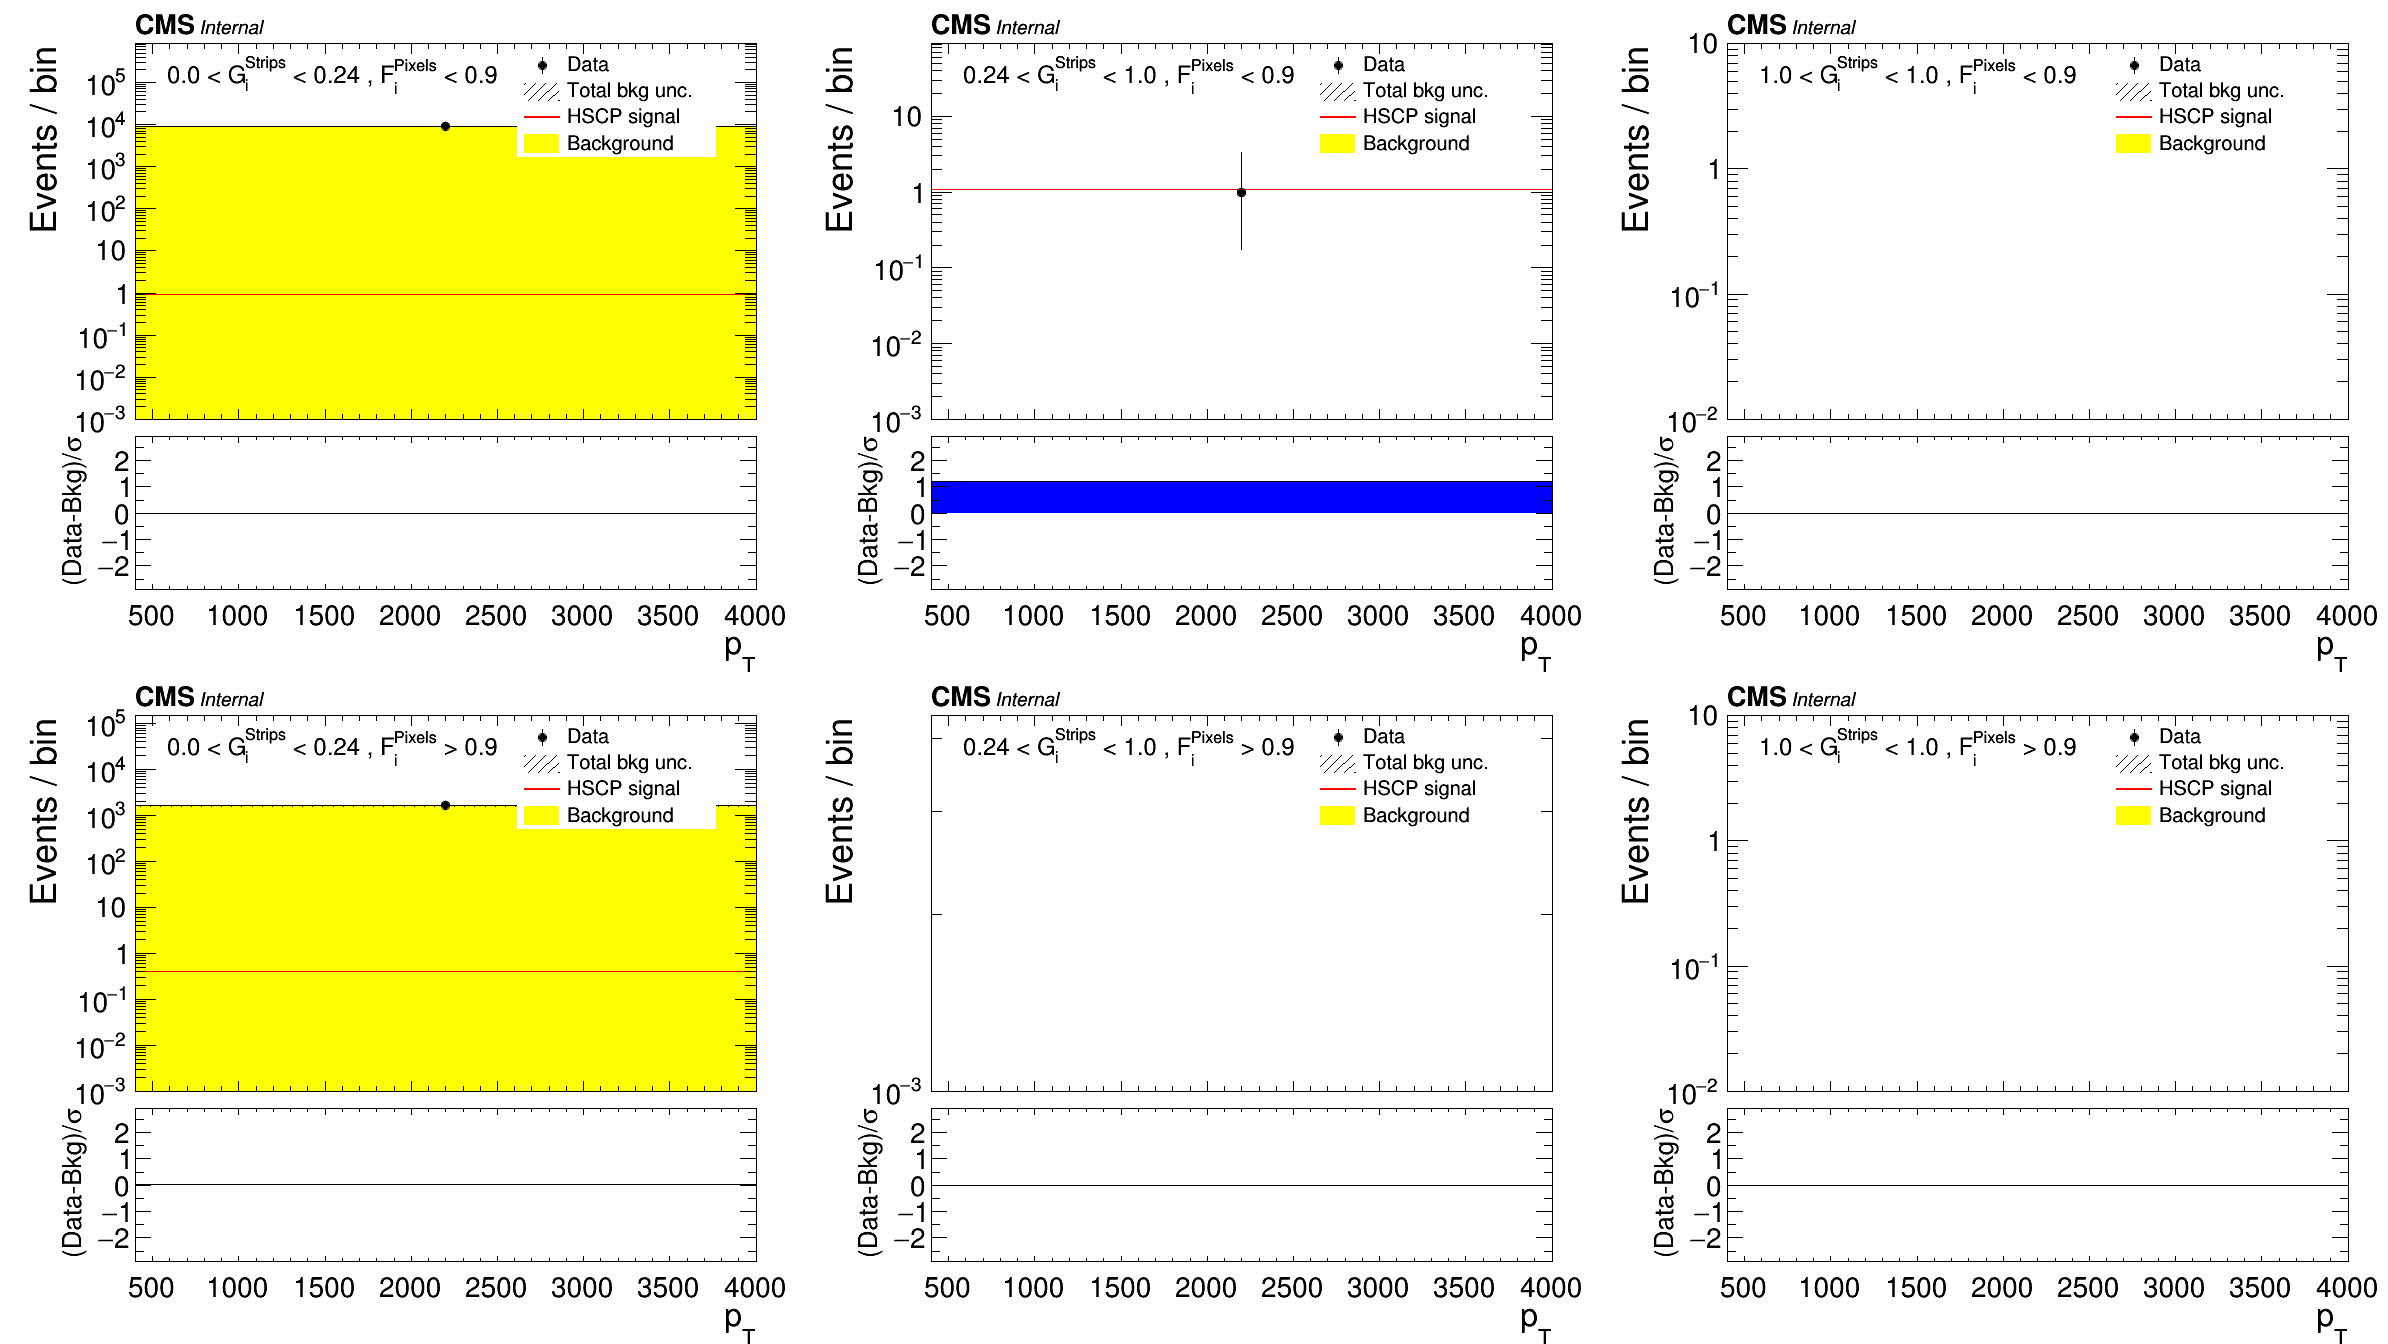 CMS Internal
Events / bin
0.0 < G_i^Strips < 0.24 , F_i^Pixels < 0.9
Data
Total bkg unc.
HSCP signal
Background
10^5
10^4
10^3
10^2
10
1
10^−1
10^−2
10^−3
(Data-Bkg)/σ
2
1
0
−1
−2
500 1000 1500 2000 2500 3000 3500 4000
p_T
CMS Internal
Events / bin
0.24 < G_i^Strips < 1.0 , F_i^Pixels < 0.9
Data
Total bkg unc.
HSCP signal
Background
10
1
10^−1
10^−2
10^−3
(Data-Bkg)/σ
2
1
0
−1
−2
500 1000 1500 2000 2500 3000 3500 4000
p_T
CMS Internal
Events / bin
1.0 < G_i^Strips < 1.0 , F_i^Pixels < 0.9
Data
Total bkg unc.
HSCP signal
Background
10
1
10^−1
10^−2
(Data-Bkg)/σ
2
1
0
−1
−2
500 1000 1500 2000 2500 3000 3500 4000
p_T
CMS Internal
Events / bin
0.0 < G_i^Strips < 0.24 , F_i^Pixels > 0.9
Data
Total bkg unc.
HSCP signal
Background
10^5
10^4
10^3
10^2
10
1
10^−1
10^−2
10^−3
(Data-Bkg)/σ
2
1
0
−1
−2
500 1000 1500 2000 2500 3000 3500 4000
p_T
CMS Internal
Events / bin
0.24 < G_i^Strips < 1.0 , F_i^Pixels > 0.9
Data
Total bkg unc.
HSCP signal
Background
10^−3
(Data-Bkg)/σ
2
1
0
−1
−2
500 1000 1500 2000 2500 3000 3500 4000
p_T
CMS Internal
Events / bin
1.0 < G_i^Strips < 1.0 , F_i^Pixels > 0.9
Data
Total bkg unc.
HSCP signal
Background
10
1
10^−1
10^−2
(Data-Bkg)/σ
2
1
0
−1
−2
500 1000 1500 2000 2500 3000 3500 4000
p_T